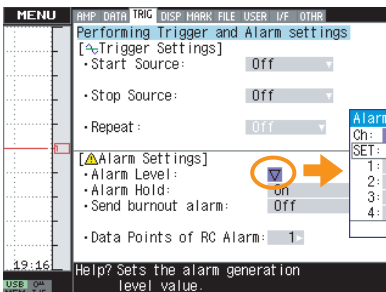 MENU AMP DATA TRIG DISP MARK FILE USER I/F OTHR
Performing Trigger and Alarm settings
[Trigger Settings]
・Start Source: Off
・Stop Source: Off
・Repeat: Off
[Alarm Settings]
・Alarm Level:
・Alarm Hold: On
・Send burnout alarm: Off
・Data Points of RC Alarm: 1
Alarm
Ch:
SET:
1:
2:
3:
4:
1
19:16
Help? Sets the alarm generation
level value.
USB